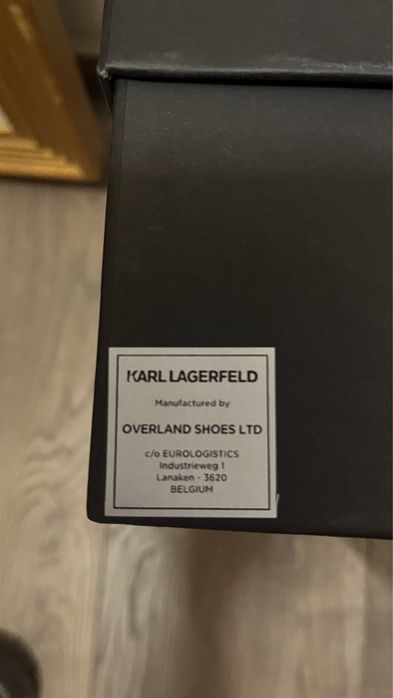 KARL LAGERFELD
Manufactured by
OVERLAND SHOES LTD
c/o EUROLOGISTICS
Industrieweg 1
Lanaken - 3620
BELGIUM